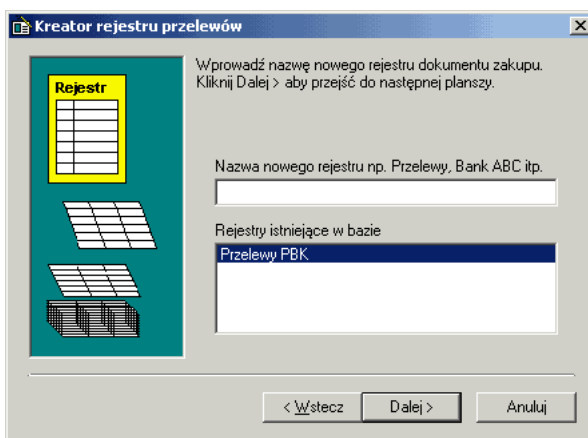 Kreator rejestru przelewów
Rejestr
Wprowadź nazwę nowego rejestru dokumentu zakupu.
Kliknij Dalej > aby przejść do następnej planszy.
Nazwa nowego rejestru np. Przelewy, Bank ABC itp.
Rejestry istniejące w bazie
Przelewy PBK
< Wstecz
Dalej >
Anuluj